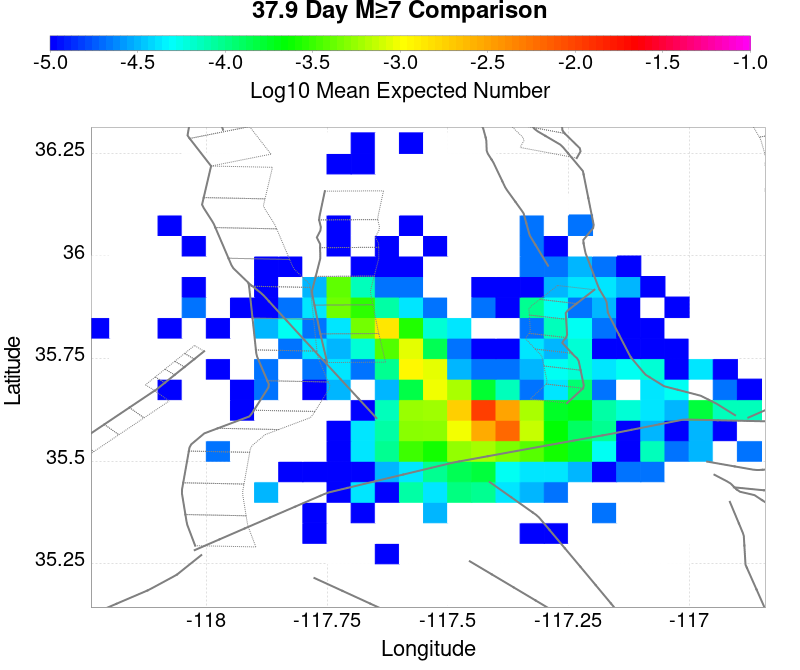 37.9 Day M≥7 Comparison
-5.0 -4.5 -4.0 -3.5 -3.0 -2.5 -2.0 -1.5 -1.0
Log10 Mean Expected Number
36.25
36
35.75
35.5
35.25
Latitude
-118 -117.75 -117.5 -117.25 -117
Longitude